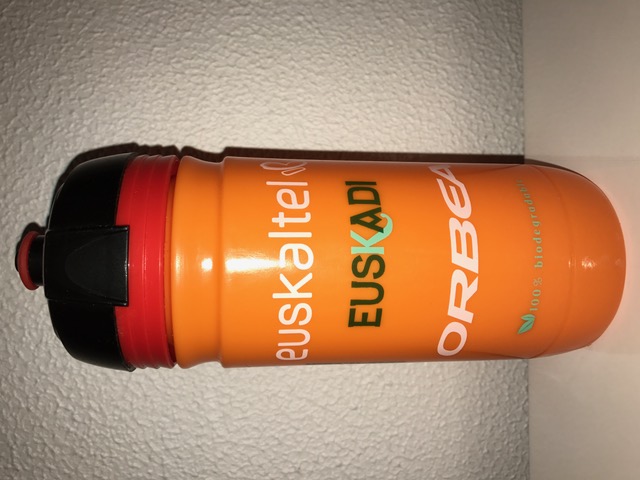 euskaltel
EUSKADI
ORBEA
100% biodegradable